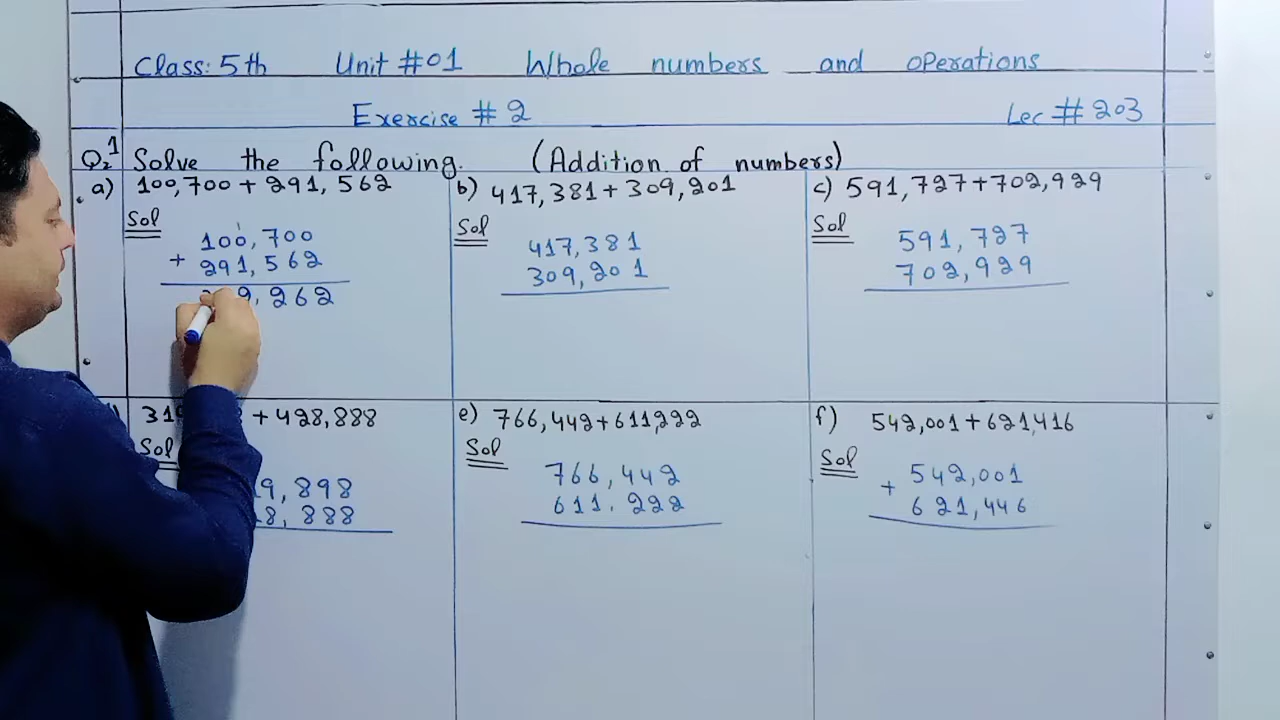 Class: 5th Unit #01 Whole numbers and operations
Exercise # 2 Lec # 203
Q1 Solve the following. (Addition of numbers)
a) 100,700 + 291,562
Sol
1
100,700
+ 291,562
2,262
b) 417,381 + 309,201
Sol
417,381
309,201
c) 591,727+702,929
Sol
591,727
702,929
+ 428,888
Sol
9,898
8,888
e) 766,442+611,222
Sol
766,442
611.222
f) 542,001+621,416
Sol
542,001
+ 621,446